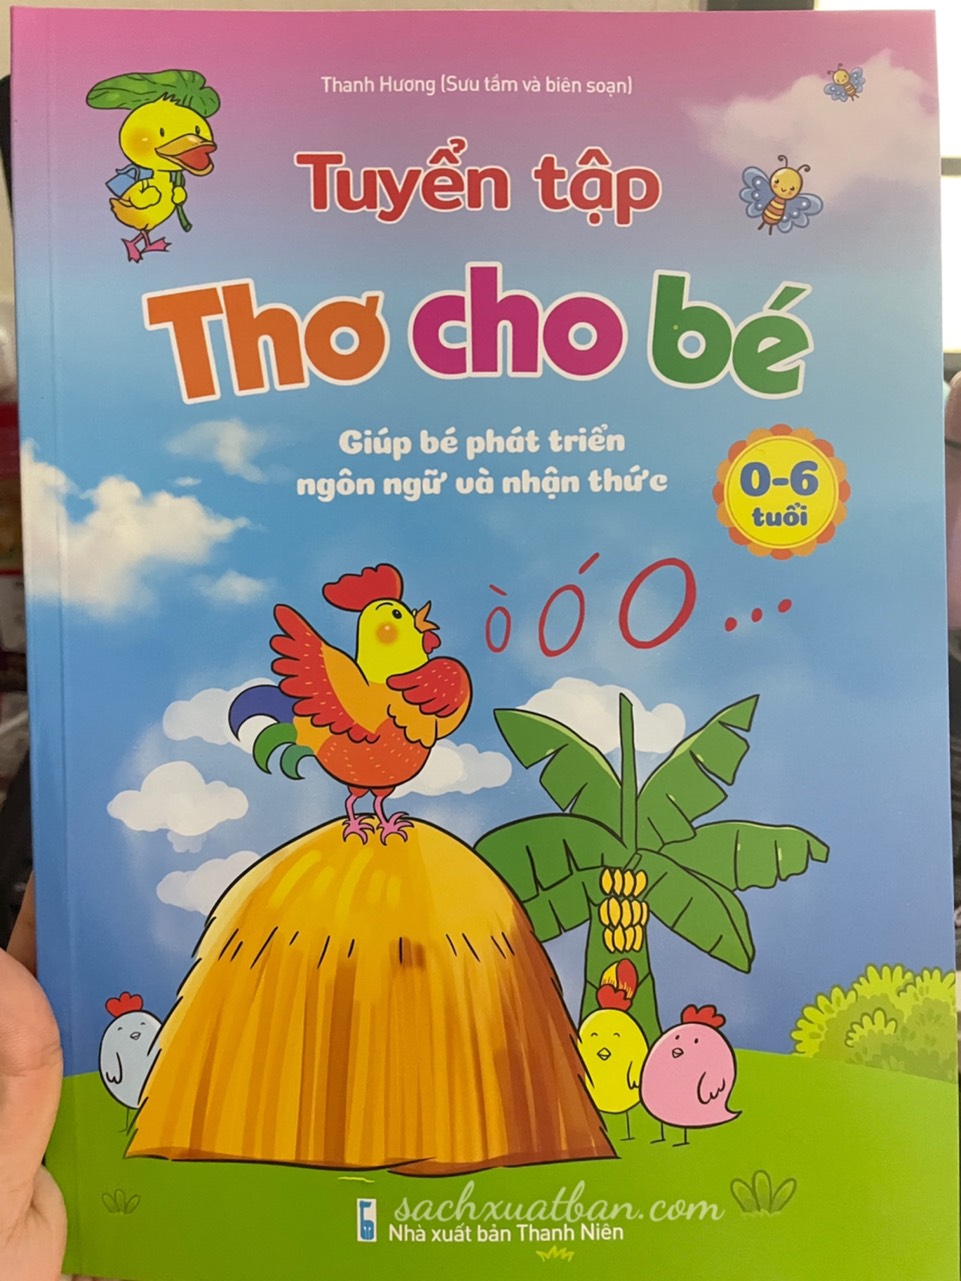 Thanh Hương (Sưu tầm và biên soạn)
Tuyển tập
Thơ cho bé
Giúp bé phát triển
ngôn ngữ và nhận thức
0-6
tuổi
ò ó O...
sachxuatban.com
Nhà xuất bản Thanh Niên